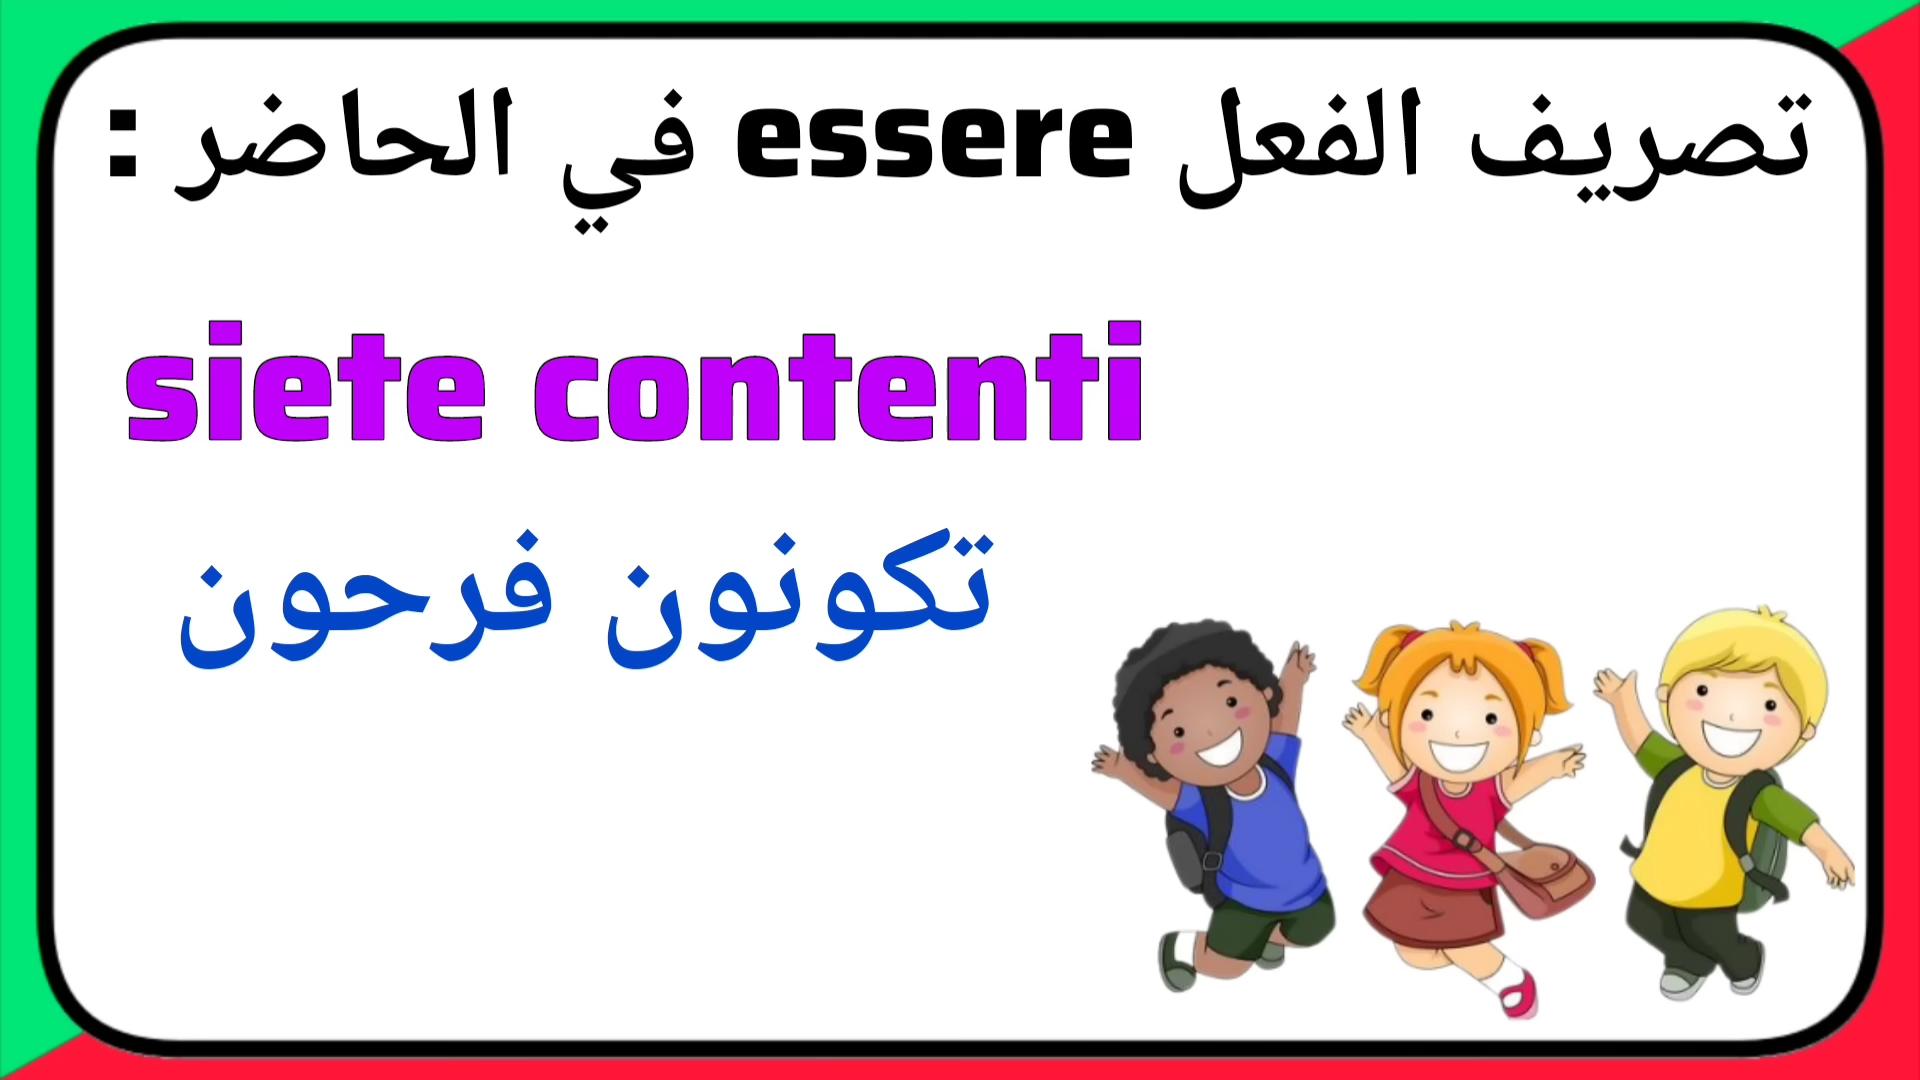 تصريف الفعل essere في الحاضر :
siete contenti
تكونون فرحون